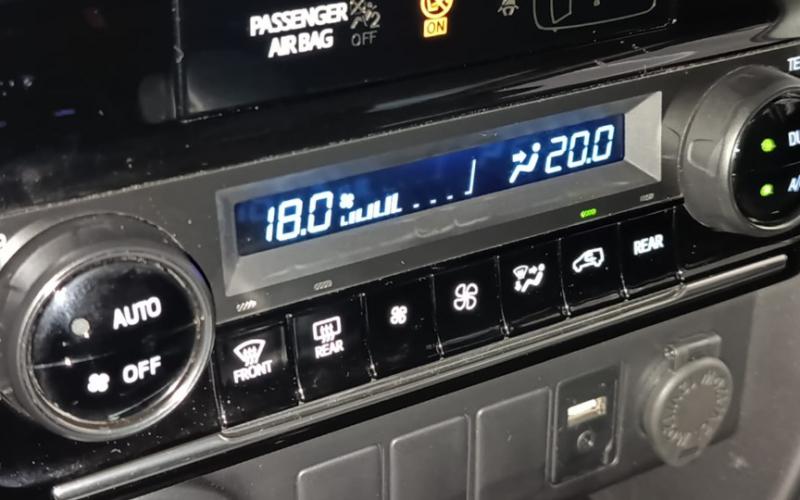 PASSENGER
AIR BAG
OFF
ON
18.0
20.0
AUTO
OFF
FRONT
REAR
REAR